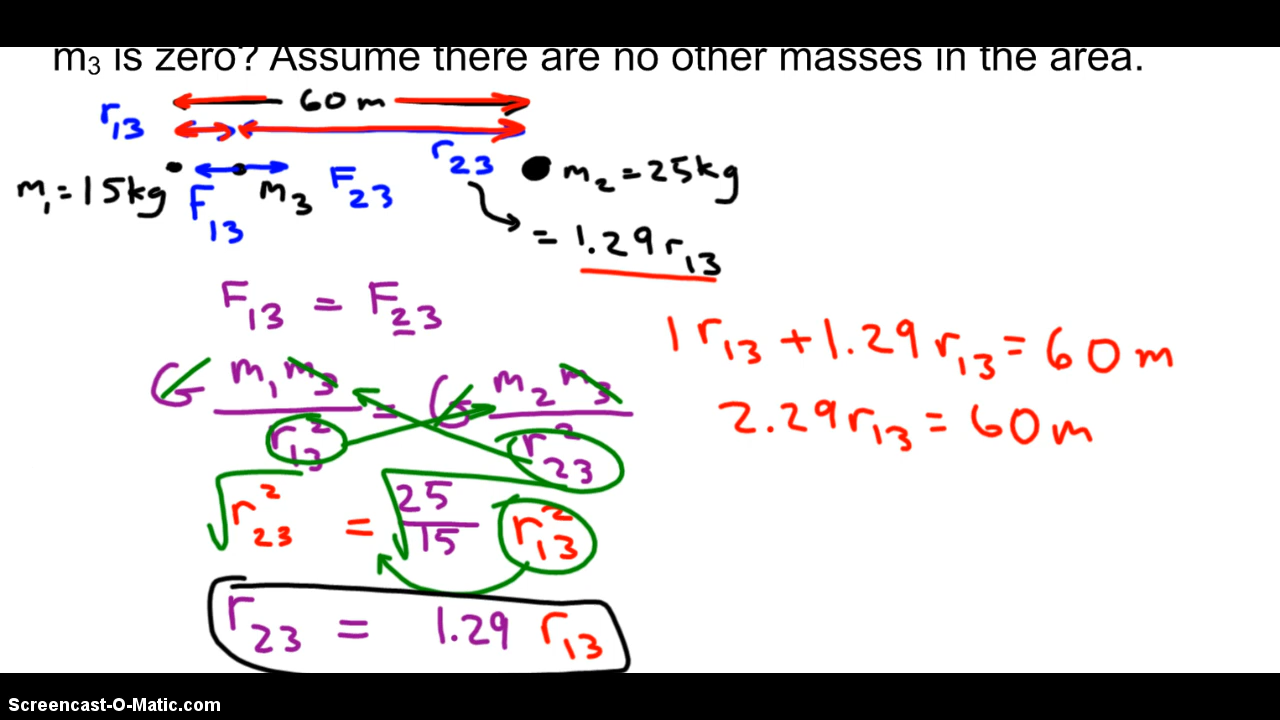 m₃ is zero? Assume there are no other masses in the area.
60 m
r₁₃
r₂₃
m₁ = 15kg
F₁₃
m₃
F₂₃
m₂ = 25kg
= 1.29 r₁₃
F₁₃ = F₂₃
G m₁m₃ / r₁₃² = G m₂m₃ / r₂₃²
√r₂₃² = √25/15 r₁₃²
r₂₃ = 1.29 r₁₃
1 r₁₃ + 1.29 r₁₃ = 60 m
2.29 r₁₃ = 60 m
Screencast-O-Matic.com